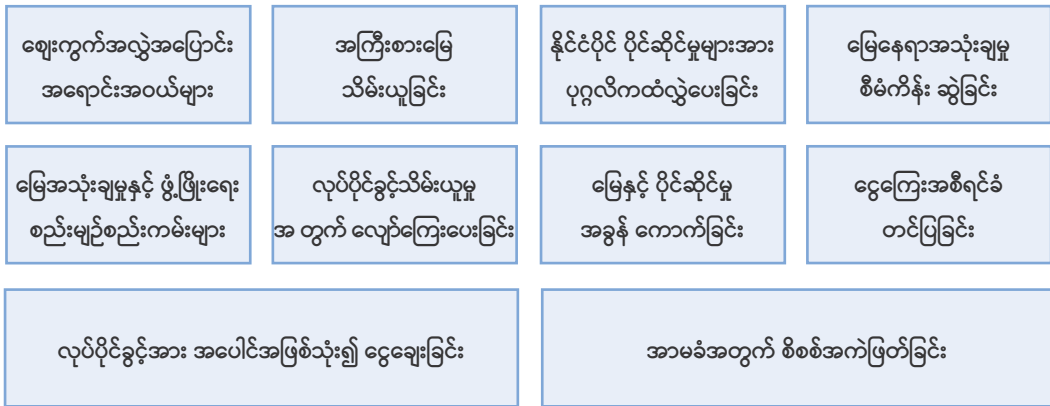 ဈေးကွက်အလွှဲအပြောင်း
အရောင်းအဝယ်များ
အကြီးစားမြေ
သိမ်းယူခြင်း
နိုင်ငံပိုင် ပိုင်ဆိုင်မှုများအား
ပုဂ္ဂလိကထံလွှဲပေးခြင်း
မြေနေရာအသုံးချမှု
စီမံကိန်း ဆွဲခြင်း
မြေအသုံးချမှုနှင့် ဖွံ့ဖြိုးရေး
စည်းမျဉ်စည်းကမ်းများ
လုပ်ပိုင်ခွင့်သိမ်းယူမှု
အ တွက် လျော်ကြေးပေးခြင်း
မြေနှင့် ပိုင်ဆိုင်မှု
အခွန် ကောက်ခြင်း
ငွေကြေးအစီရင်ခံ
တင်ပြခြင်း
လုပ်ပိုင်ခွင့်အား အပေါင်အဖြစ်သုံး၍ ငွေချေးခြင်း
အာမခံအတွက် စိစစ်အကဲဖြတ်ခြင်း